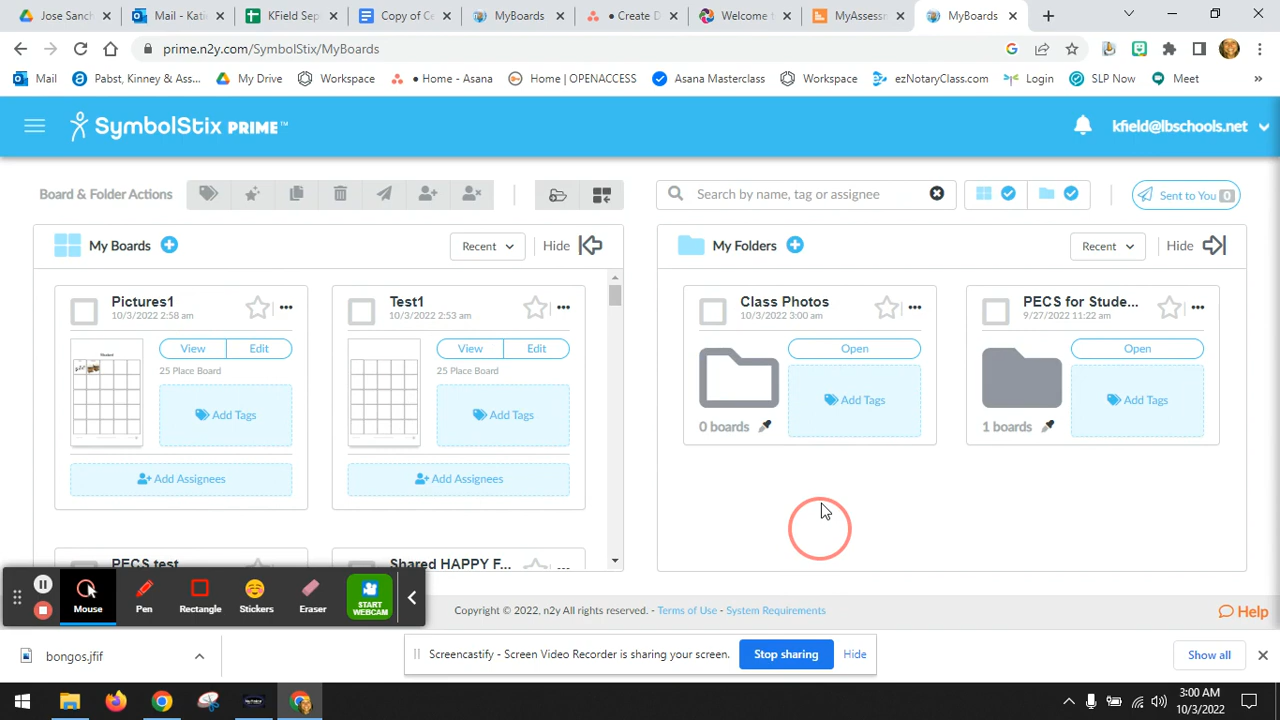 Jose Sanch
Mail - Katie
KField Sep
Copy of Ce
MyBoards
• Create D
Welcome t
MyAssessm
MyBoards
prime.n2y.com/SymbolStix/MyBoards
Mail
Pabst, Kinney & Ass...
My Drive
Workspace
• Home - Asana
Home | OPENACCESS
Asana Masterclass
Workspace
ezNotaryClass.com
Login
SLP Now
Meet
»
SymbolStix PRIME™
kfield@lbschools.net
Board & Folder Actions
Search by name, tag or assignee
Sent to You 0
My Boards
Recent
Hide
My Folders
Recent
Hide
Pictures1
10/3/2022 2:58 am
View
Edit
25 Place Board
Add Tags
Add Assignees
Test1
10/3/2022 2:53 am
View
Edit
25 Place Board
Add Tags
Add Assignees
Class Photos
10/3/2022 3:00 am
Open
Add Tags
0 boards
PECS for Stude...
9/27/2022 11:22 am
Open
Add Tags
1 boards
PECS test
Shared HAPPY F...
Mouse
Pen
Rectangle
Stickers
Eraser
START
WEBCAM
Copyright © 2022, n2y All rights reserved. - Terms of Use - System Requirements
Help
bongos.jfif
Screencastify - Screen Video Recorder is sharing your screen.
Stop sharing
Hide
Show all
3:00 AM
10/3/2022